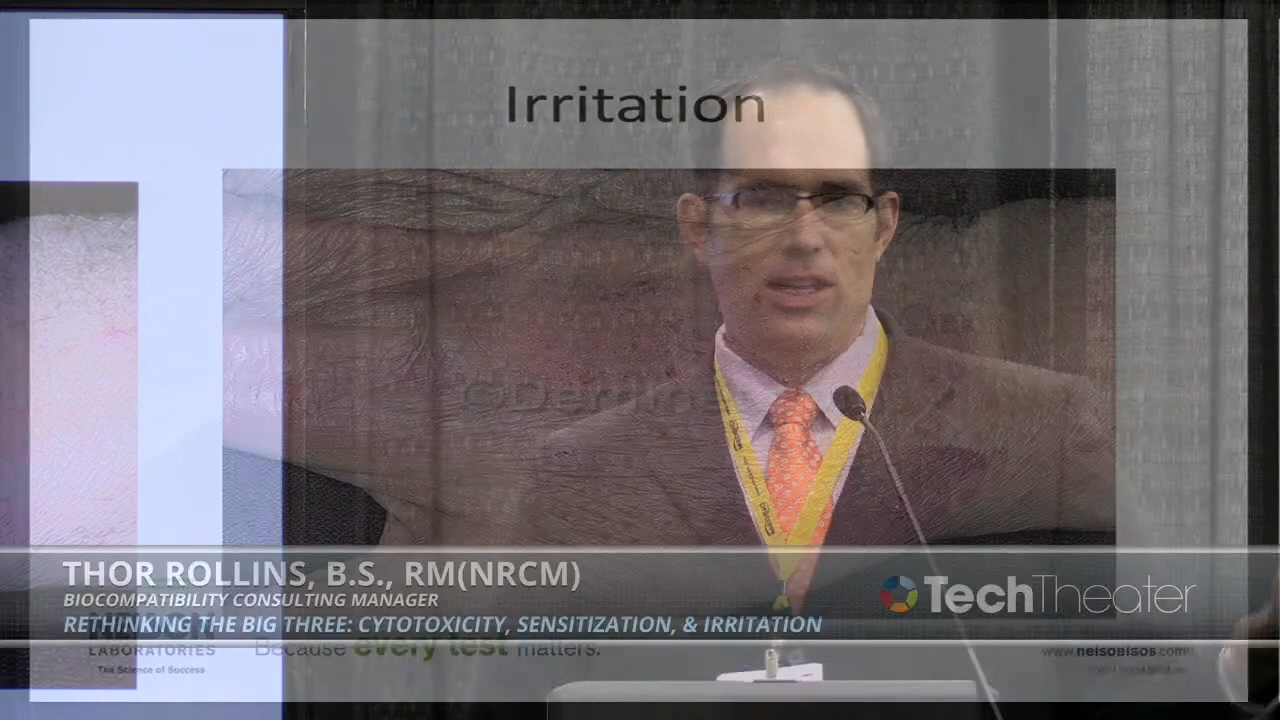 Irritation
THOR ROLLINS, B.S., RM(NRCM)
BIOCOMPATIBILITY CONSULTING MANAGER
RETHINKING THE BIG THREE: CYTOTOXICITY, SENSITIZATION, & IRRITATION
TechTheater
LABORATORIES
The Science of Success
Because every test matters.